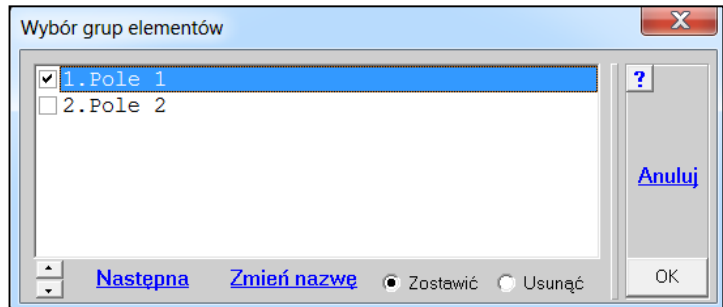 Wybór grup elementów
1.Pole 1
2.Pole 2
?
Anuluj
Następna Zmień nazwę Zostawić Usunąć OK